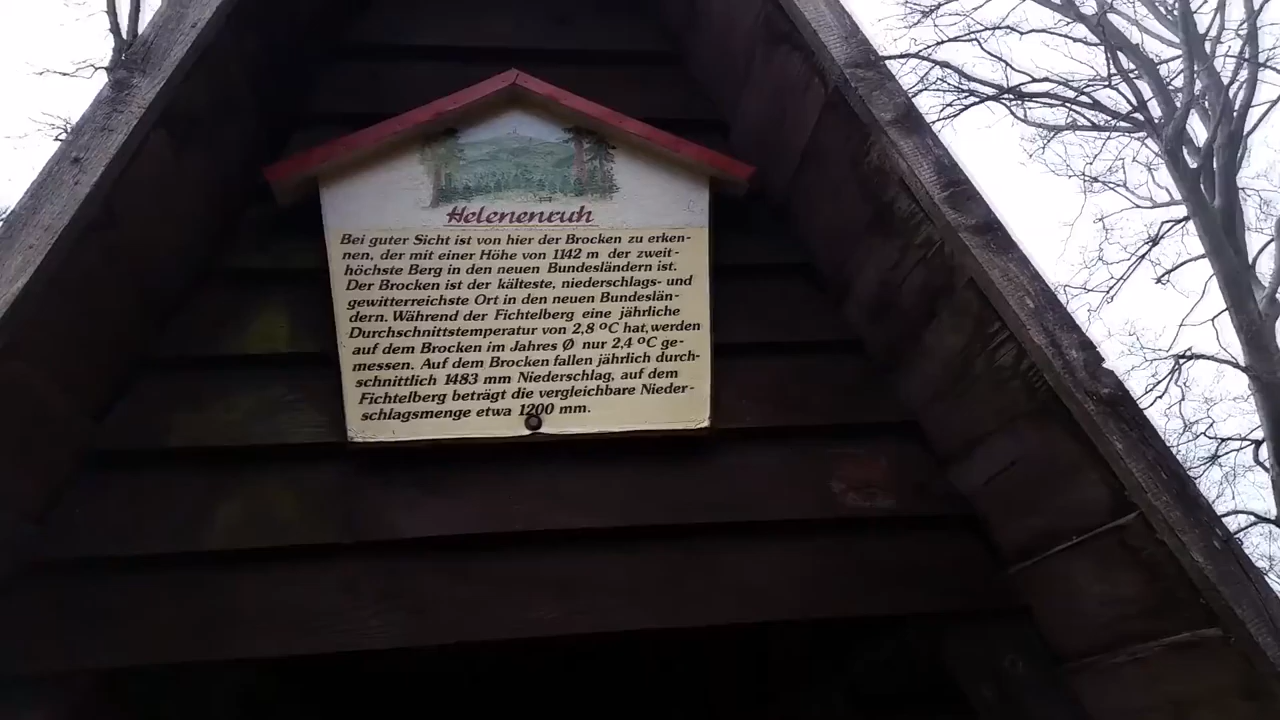 Helenenruh
Bei guter Sicht ist von hier der Brocken zu erken-
nen, der mit einer Höhe von 1142 m der zweit-
höchste Berg in den neuen Bundesländern ist.
Der Brocken ist der kälteste, niederschlags- und
gewitterreichste Ort in den neuen Bundeslän-
dern. Während der Fichtelberg eine jährliche
Durchschnittstemperatur von 2,8 ºC hat, werden
auf dem Brocken im Jahres Ø nur 2,4 ºC ge-
messen. Auf dem Brocken fallen jährlich durch-
schnittlich 1483 mm Niederschlag, auf dem
Fichtelberg beträgt die vergleichbare Nieder-
schlagsmenge etwa 1200 mm.